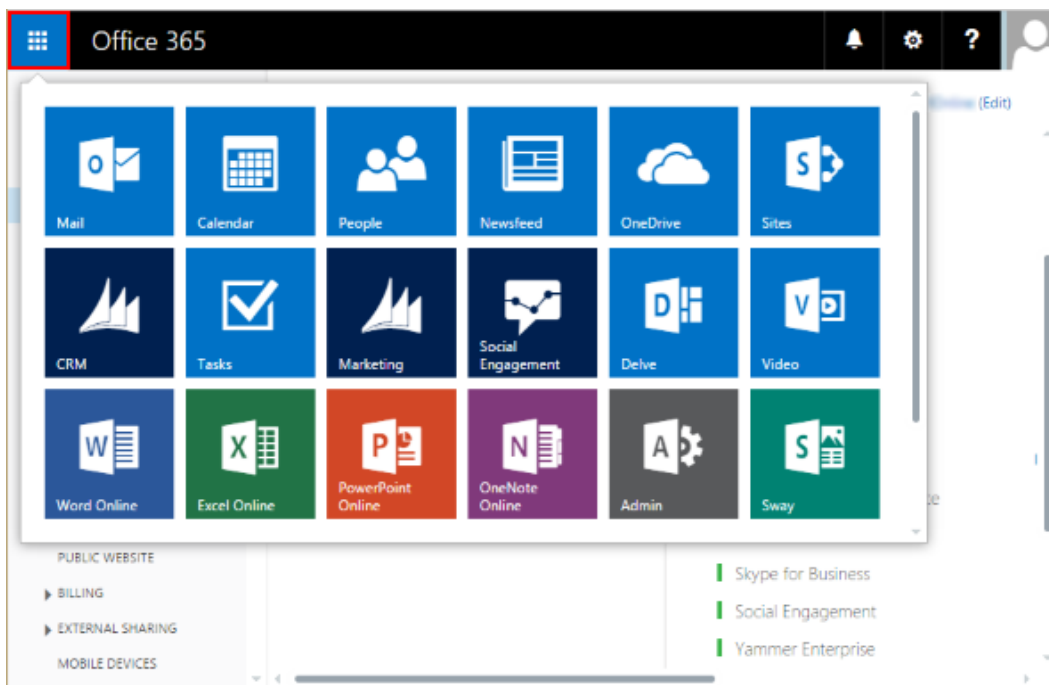 Office 365
?
(Edit)
Mail
Calendar
People
Newsfeed
OneDrive
Sites
CRM
Tasks
Marketing
Social
Engagement
Delve
Video
Word Online
Excel Online
PowerPoint
Online
OneNote
Online
Admin
Sway
PUBLIC WEBSITE
BILLING
EXTERNAL SHARING
MOBILE DEVICES
Skype for Business
Social Engagement
Yammer Enterprise